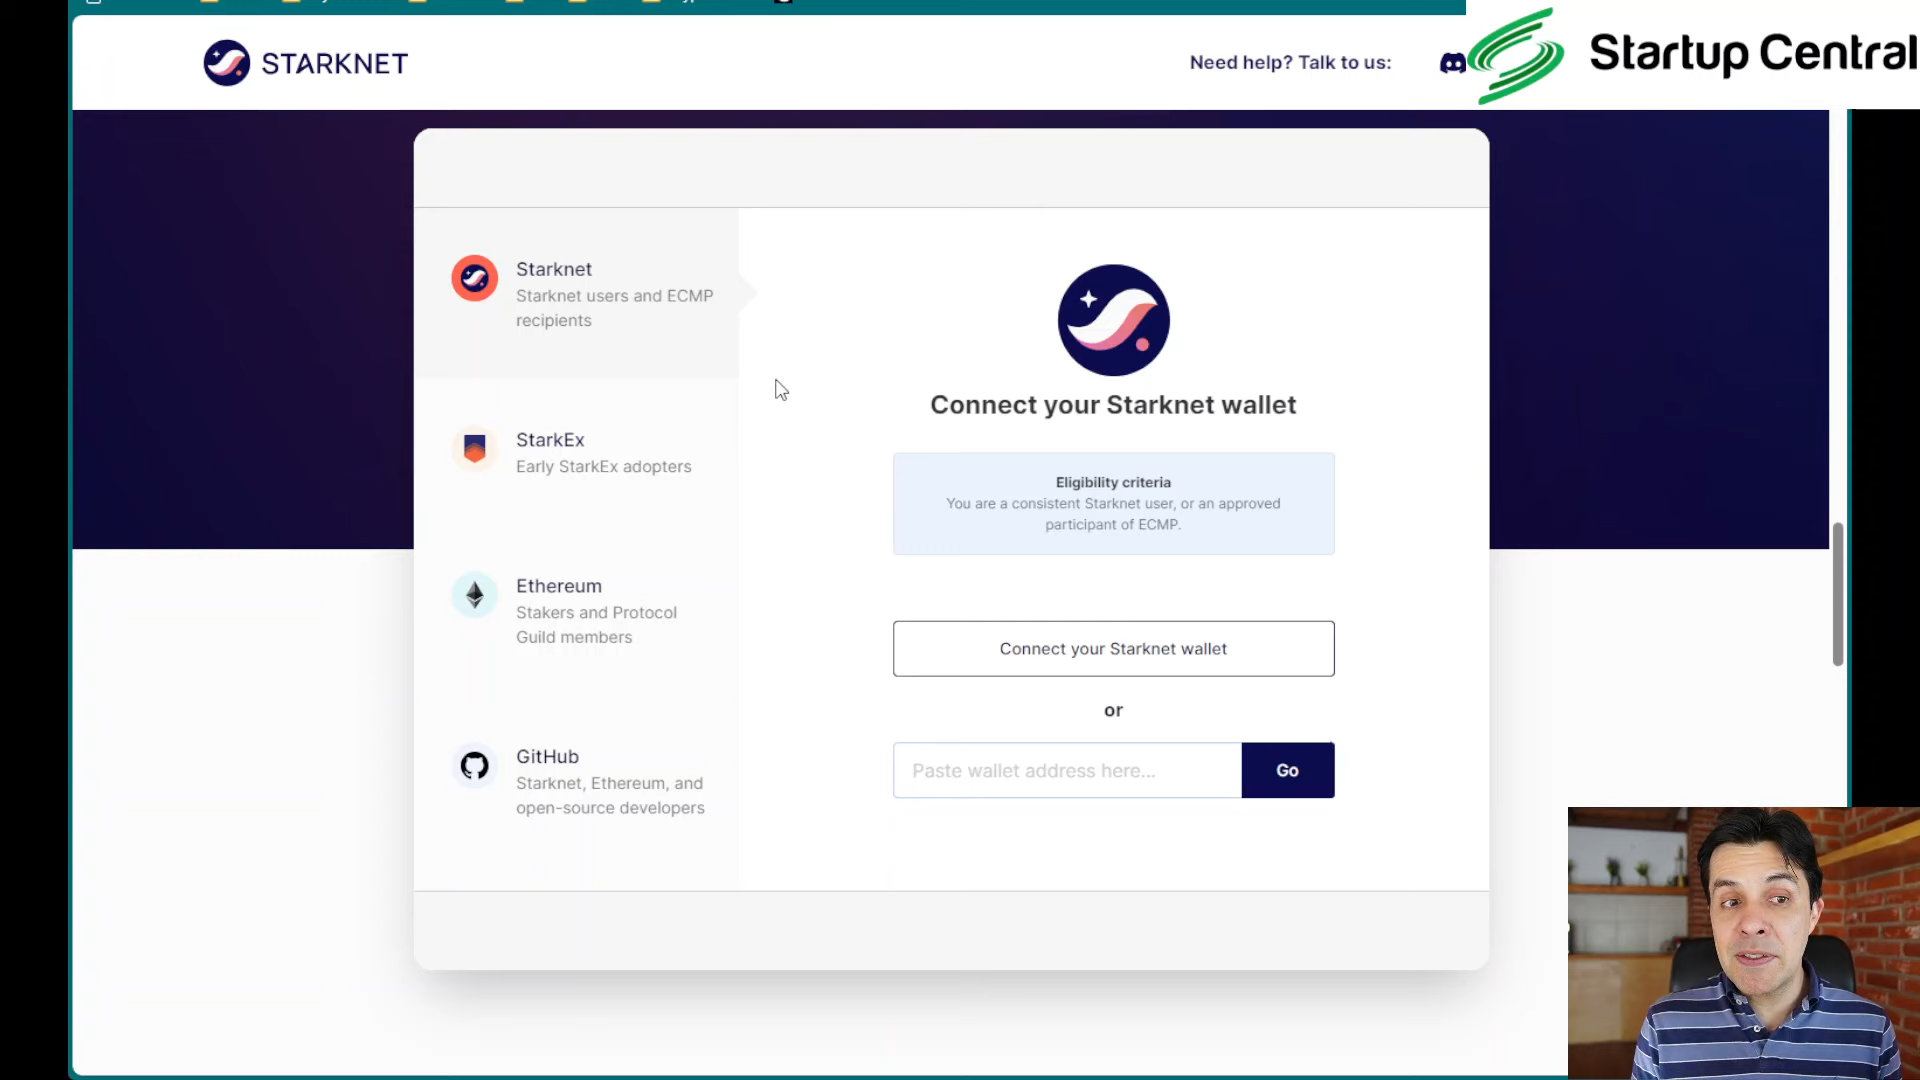 STARKNET
Need help? Talk to us:
Startup Central
Starknet
Starknet users and ECMP
recipients
StarkEx
Early StarkEx adopters
Ethereum
Stakers and Protocol
Guild members
GitHub
Starknet, Ethereum, and
open-source developers
Connect your Starknet wallet
Eligibility criteria
You are a consistent Starknet user, or an approved
participant of ECMP.
Connect your Starknet wallet
or
Paste wallet address here...
Go